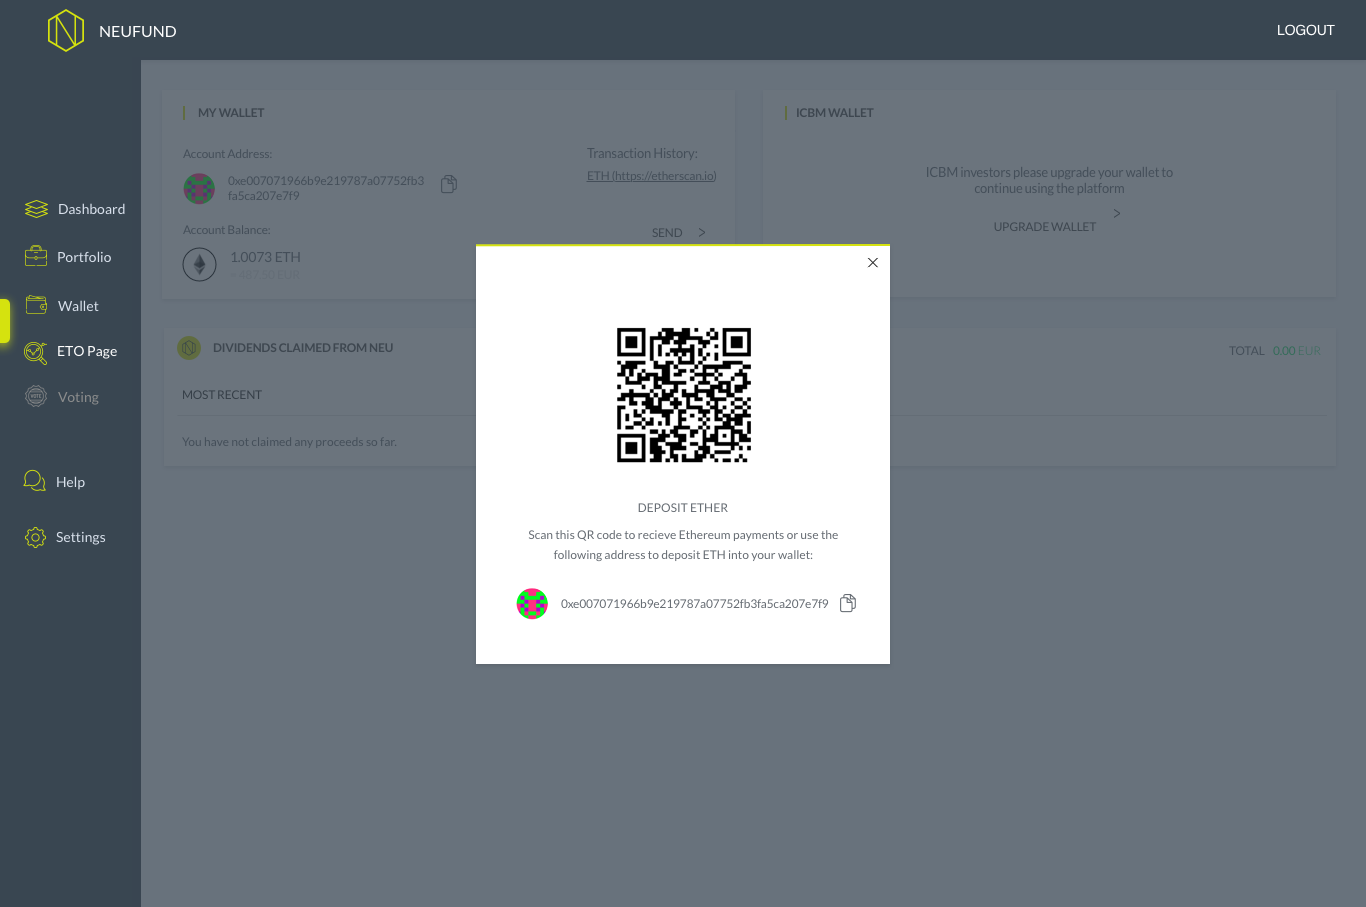 NEUFUND
LOGOUT
Dashboard
Portfolio
Wallet
ETO Page
VOTE
Voting
Help
Settings
MY WALLET
Account Address:
0xe007071966b9e219787a07752fb3
fa5ca207e7f9
Transaction History:
ETH (https://etherscan.io)
Account Balance:
1.0073 ETH
SEND >
ICBM WALLET
ICBM investors please upgrade your wallet to
continue using the platform
UPGRADE WALLET >
DIVIDENDS CLAIMED FROM NEU
TOTAL 0.00 EUR
MOST RECENT
You have not claimed any proceeds so far.
DEPOSIT ETHER
Scan this QR code to recieve Ethereum payments or use the
following address to deposit ETH into your wallet:
0xe007071966b9e219787a07752fb3fa5ca207e7f9